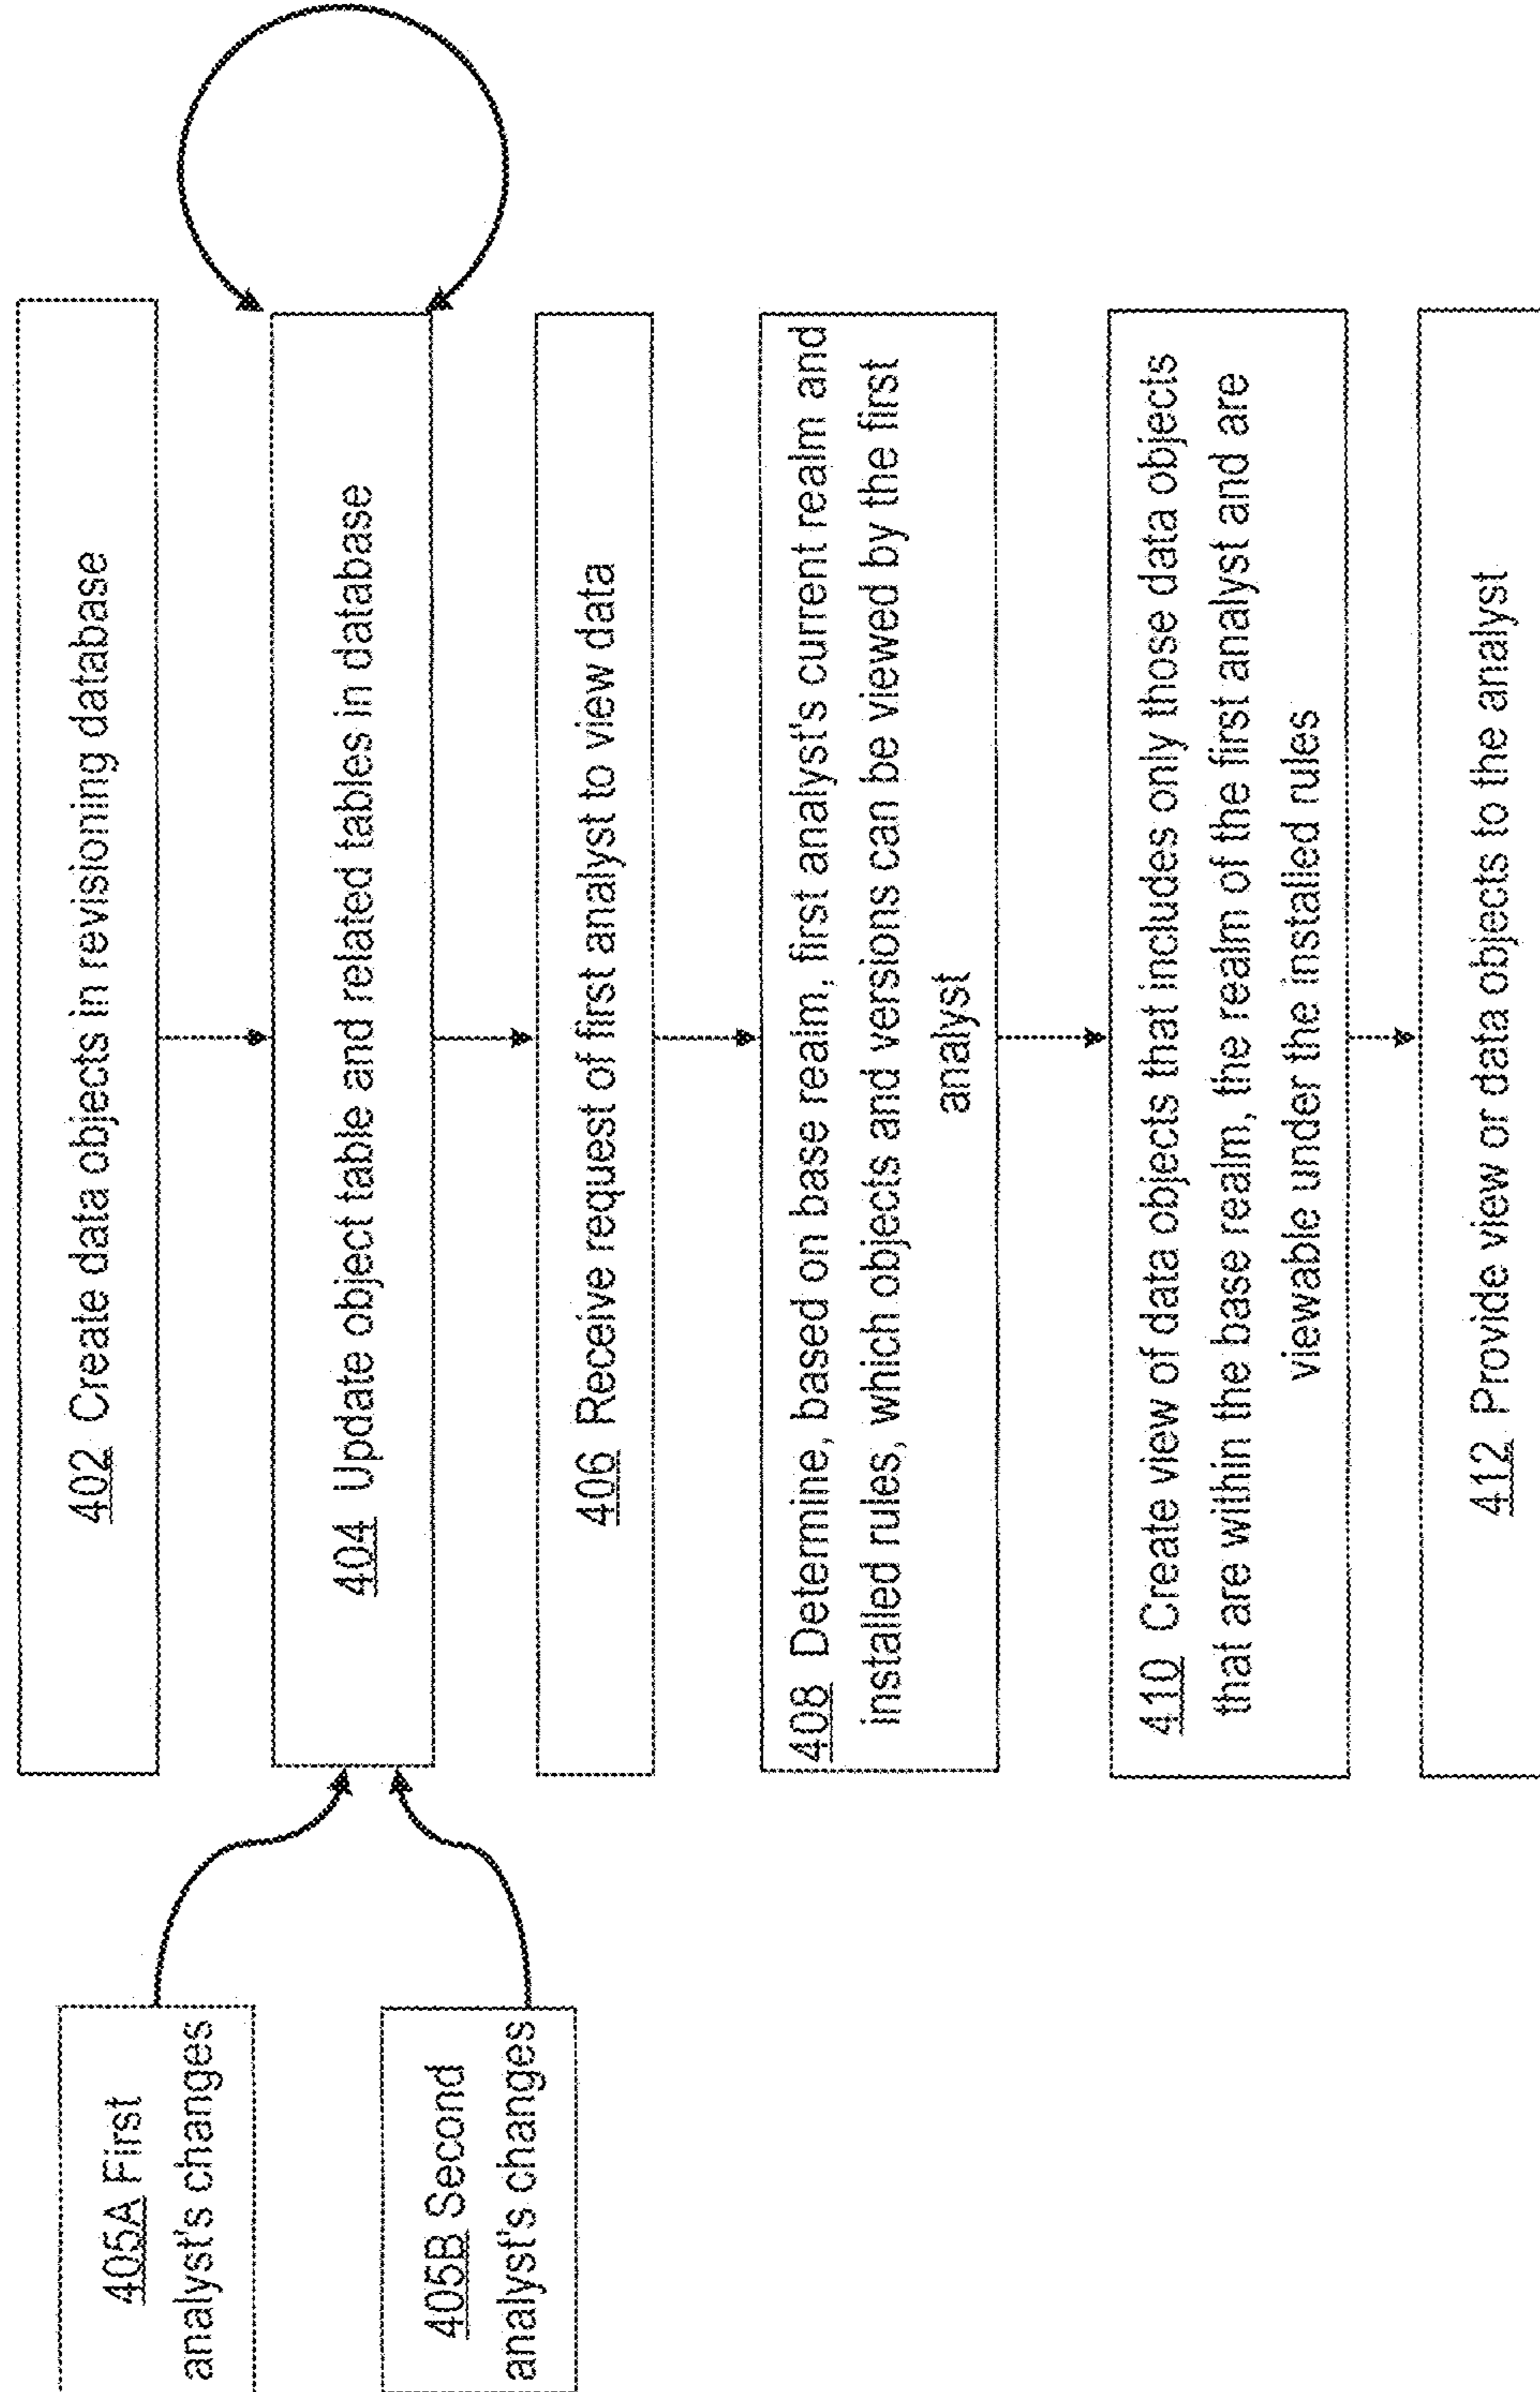 402 Create data objects in revisioning database
404 Update object table and related tables in database
405A First
analyst's changes
405B Second
analyst's changes
406 Receive request of first analyst to view data
408 Determine, based on base realm, first analyst's current realm and
installed rules, which objects and versions can be viewed by the first
analyst
410 Create view of data objects that includes only those data objects
that are within the base realm, the realm of the first analyst and are
viewable under the installed rules
412 Provide view or data objects to the analyst